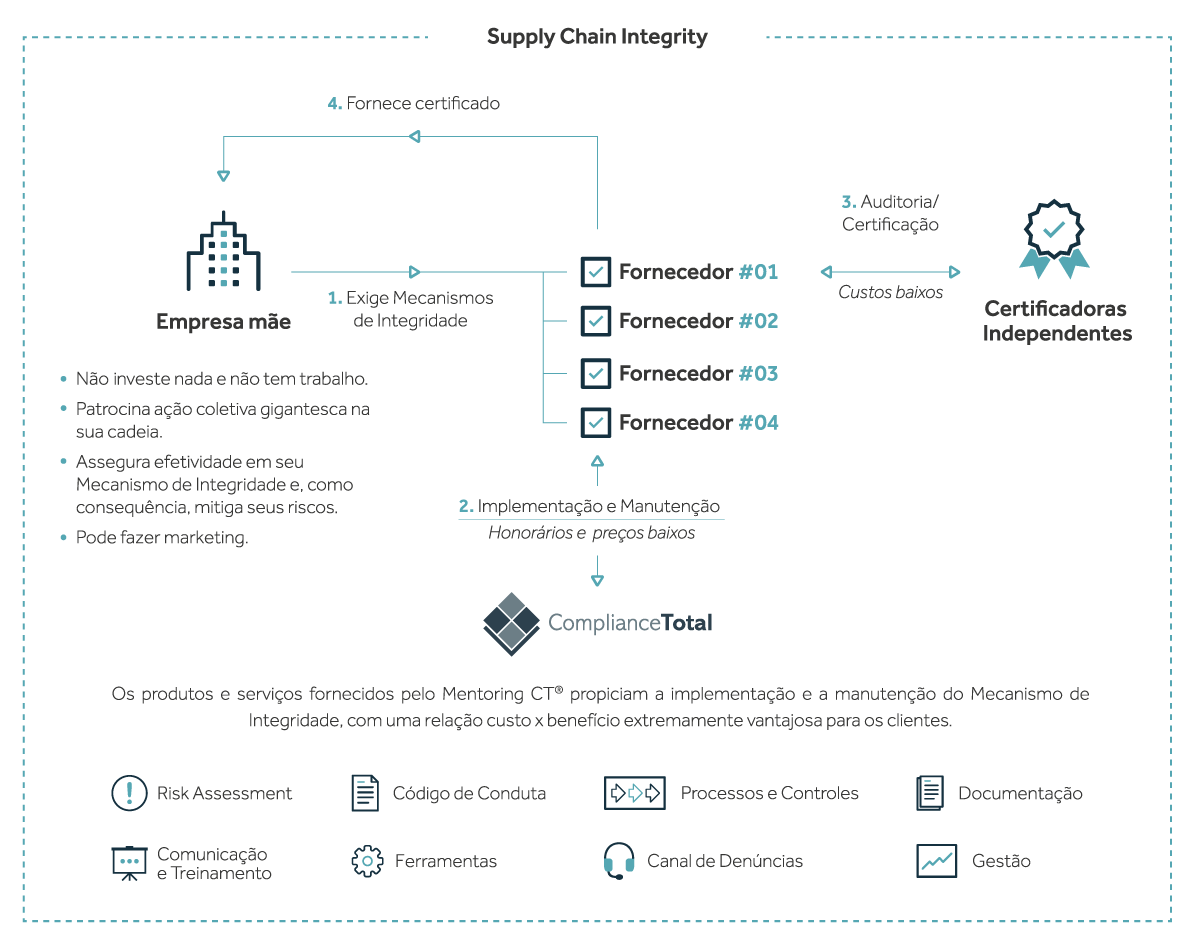 Supply Chain Integrity
4. Fornece certificado
3. Auditoria/
Certificação
Custos baixos
Certificadoras
Independentes
Empresa mãe
1. Exige Mecanismos
de Integridade
Fornecedor #01
Fornecedor #02
Fornecedor #03
Fornecedor #04
• Não investe nada e não tem trabalho.
• Patrocina ação coletiva gigantesca na
sua cadeia.
• Assegura efetividade em seu
Mecanismo de Integridade e, como
consequência, mitiga seus riscos.
• Pode fazer marketing.
2. Implementação e Manutenção
Honorários e preços baixos
ComplianceTotal
Os produtos e serviços fornecidos pelo Mentoring CT® propiciam a implementação e a manutenção do Mecanismo de
Integridade, com uma relação custo x benefício extremamente vantajosa para os clientes.
Risk Assessment
Código de Conduta
Processos e Controles
Documentação
Comunicação
e Treinamento
Ferramentas
Canal de Denúncias
Gestão